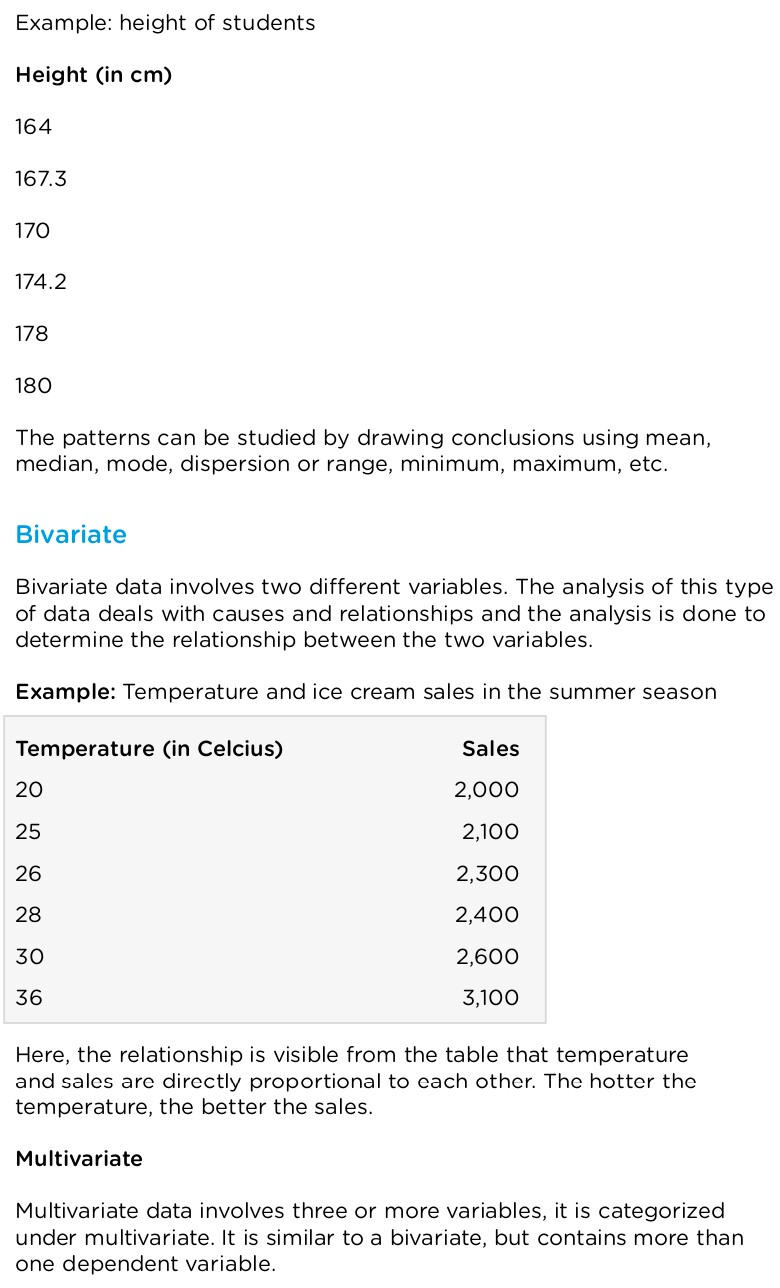 Example: height of students
Height (in cm)
164
167.3
170
174.2
178
180
The patterns can be studied by drawing conclusions using mean,
median, mode, dispersion or range, minimum, maximum, etc.
Bivariate
Bivariate data involves two different variables. The analysis of this type
of data deals with causes and relationships and the analysis is done to
determine the relationship between the two variables.
Example: Temperature and ice cream sales in the summer season
Temperature (in Celcius) Sales
20 2,000
25 2,100
26 2,300
28 2,400
30 2,600
36 3,100
Here, the relationship is visible from the table that temperature
and sales are directly proportional to each other. The hotter the
temperature, the better the sales.
Multivariate
Multivariate data involves three or more variables, it is categorized
under multivariate. It is similar to a bivariate, but contains more than
one dependent variable.